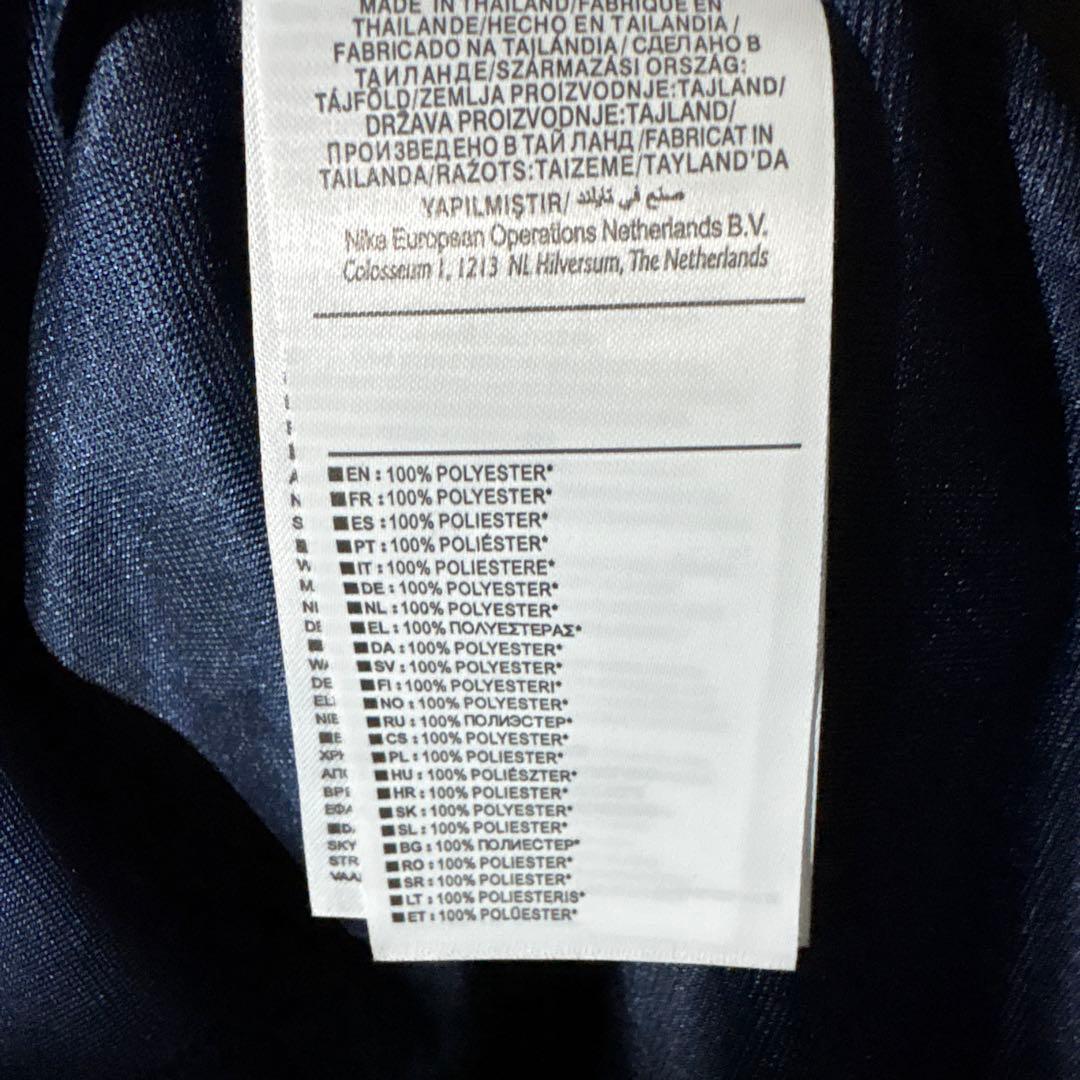 MADE IN THAILAND/FABRIQUÉ EN
THAILANDE/HECHO EN TAILANDIA/
FABRICADO NA TAILÂNDIA/СДЕЛАНО В
ТАИЛАНДЕ/SZÁRMAZÁSI ORSZÁG:
TÁJFÖLD/ZEMLJA PROIZVODNJE:TAJLAND/
DRŽAVA PROIZVODNJE:TAJLAND/
ПРОИЗВЕДЕНО В ТАЙ ЛАНД/FABRICAT IN
TAILANDA/RAŽOTS:TAIZEME/TAYLAND'DA
YAPILMIŞTIR/ صنع في تايلاند
Nike European Operations Netherlands B.V.
Colosseum 1, 1213 NL Hilversum, The Netherlands
EN : 100% POLYESTER*
FR : 100% POLYESTER*
ES : 100% POLIESTER*
PT : 100% POLIÉSTER*
IT : 100% POLIESTERE*
DE : 100% POLYESTER*
NL : 100% POLYESTER*
EL : 100% ΠΟΛΥΕΣΤΕΡΑΣ*
DA : 100% POLYESTER*
SV : 100% POLYESTER*
FI : 100% POLYESTERI*
NO : 100% POLYESTER*
RU : 100% ПОЛИЭСТЕР*
CS : 100% POLYESTER*
PL : 100% POLIESTER*
HU : 100% POLIÉSZTER*
HR : 100% POLIESTER*
SK : 100% POLYESTER*
SL : 100% POLIESTER*
BG : 100% ПОЛИЕСТЕР*
RO : 100% POLIESTER*
SR : 100% POLIESTER*
LT : 100% POLIESTERIS*
ET : 100% POLÜESTER*